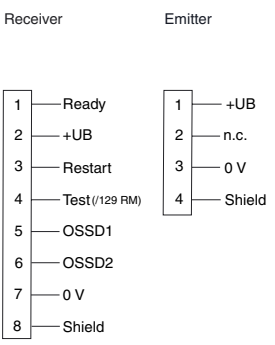 Receiver Emitter
1 Ready 1 +UB
2 +UB 2 n.c.
3 Restart 3 0 V
4 Test (/129 RM) 4 Shield
5 OSSD1
6 OSSD2
7 0 V
8 Shield